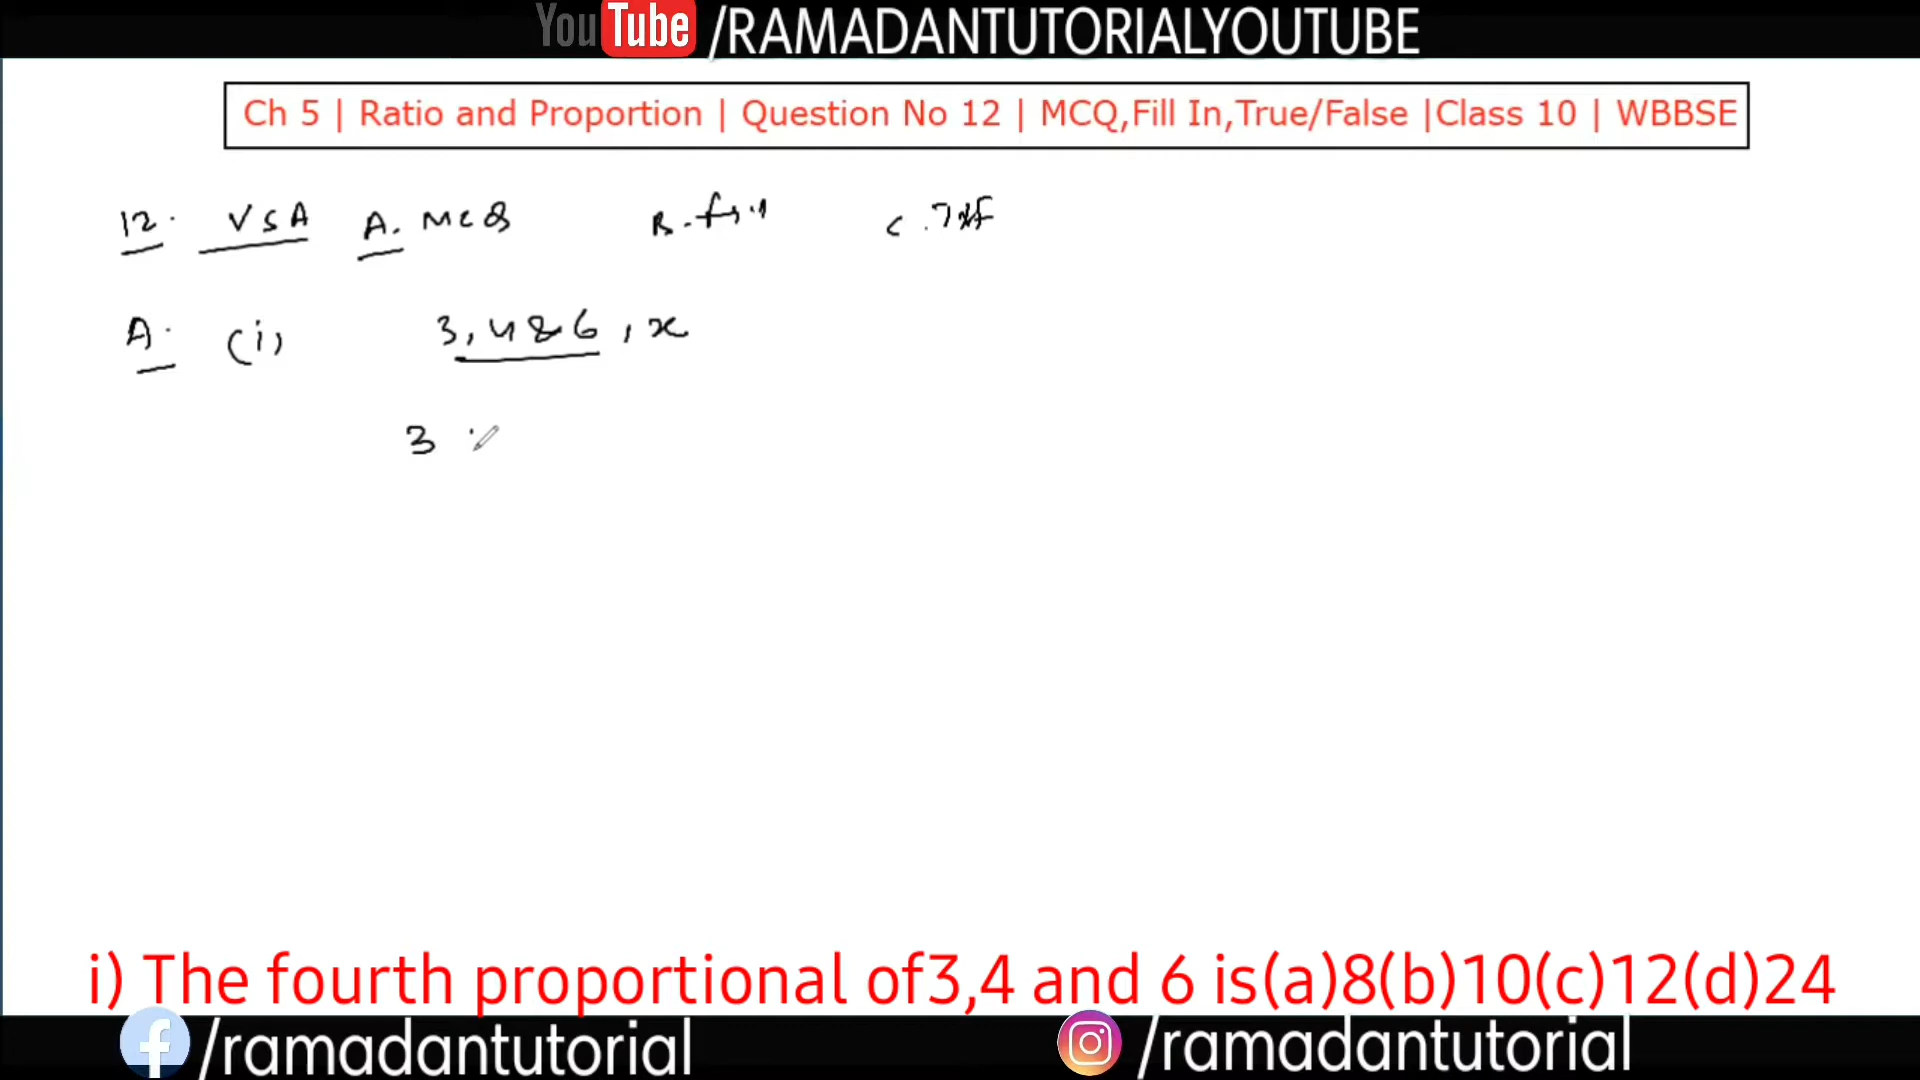 YouTube /RAMADANTUTORIALYOUTUBE
Ch 5 | Ratio and Proportion | Question No 12 | MCQ,Fill In,True/False |Class 10 | WBBSE
12. VSA A. MCQ B. fill C. T/F
A. (i) 3, 4 & 6, x
3 :
i) The fourth proportional of3,4 and 6 is(a)8(b)10(c)12(d)24
/ramadantutorial /ramadantutorial